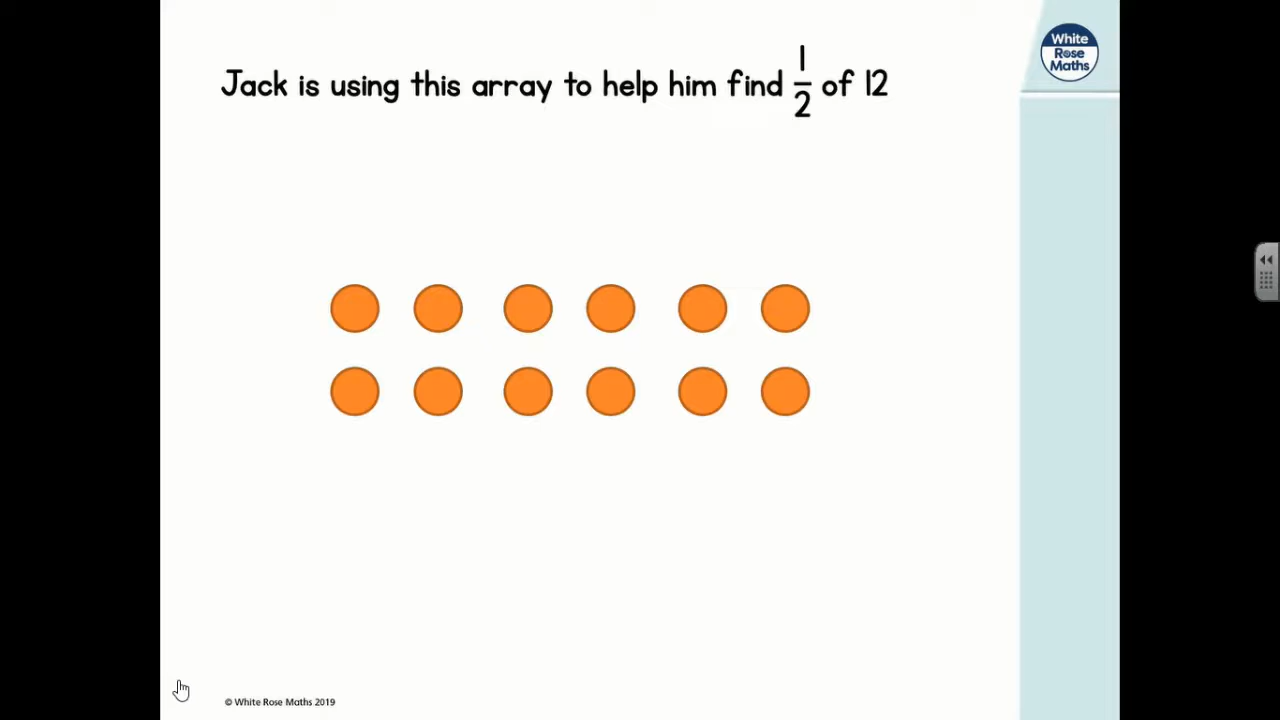 Jack is using this array to help him find 1/2 of 12
White
Rose
Maths
© White Rose Maths 2019